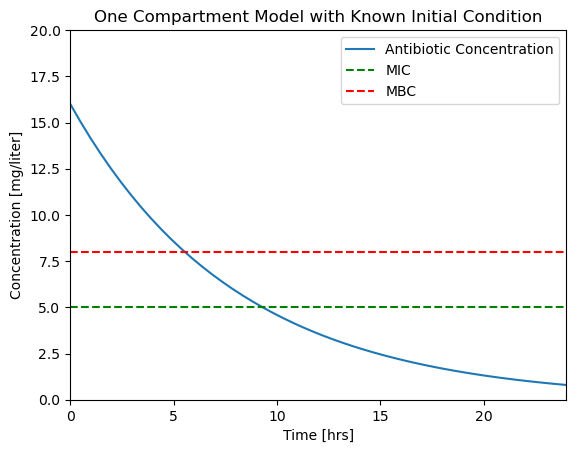 One Compartment Model with Known Initial Condition
Antibiotic Concentration
MIC
MBC
Concentration [mg/liter]
20.0
17.5
15.0
12.5
10.0
7.5
5.0
2.5
0.0
0
5
10
15
20
Time [hrs]